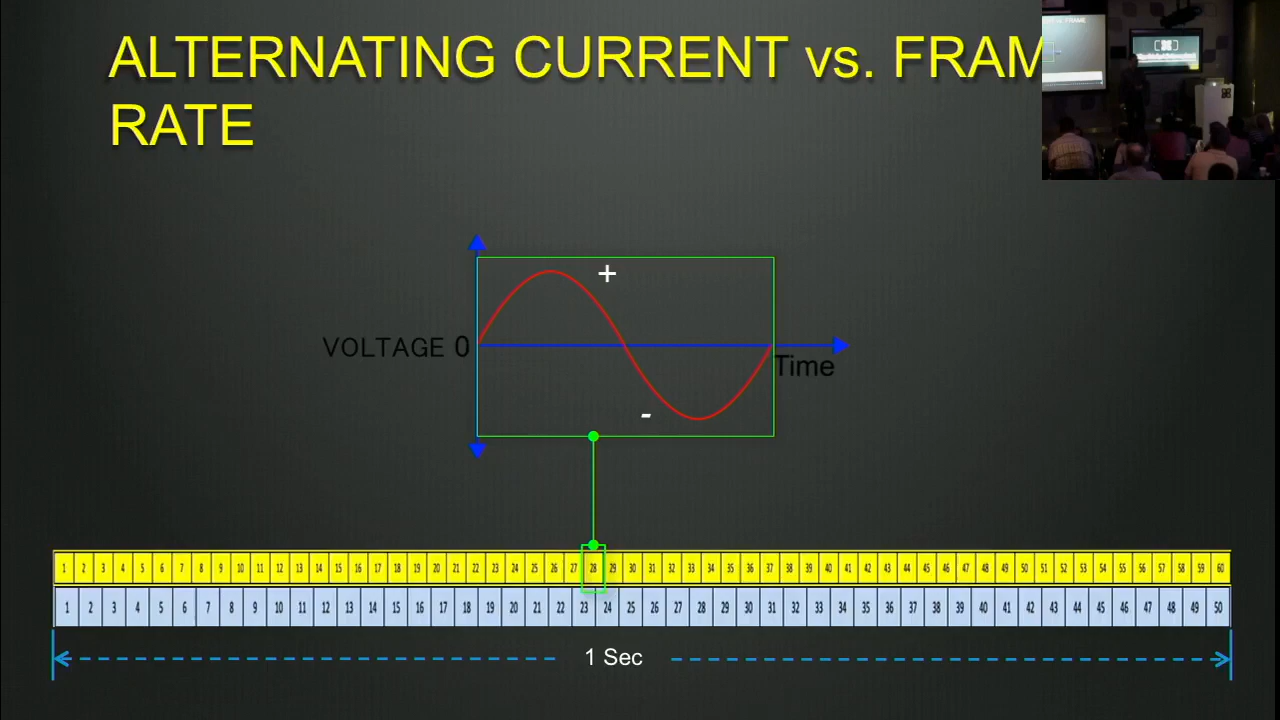 ALTERNATING CURRENT vs. FRAM
RATE
+
VOLTAGE 0
Time
-
1 2 3 4 5 6 7 8 9 10 11 12 13 14 15 16 17 18 19 20 21 22 23 24 25 26 27 28 29 30 31 32 33 34 35 36 37 38 39 40 41 42 43 44 45 46 47 48 49 50 51 52 53 54 55 56 57 58 59 60
1 2 3 4 5 6 7 8 9 10 11 12 13 14 15 16 17 18 19 20 21 22 23 24 25 26 27 28 29 30 31 32 33 34 35 36 37 38 39 40 41 42 43 44 45 46 47 48 49 50
1 Sec